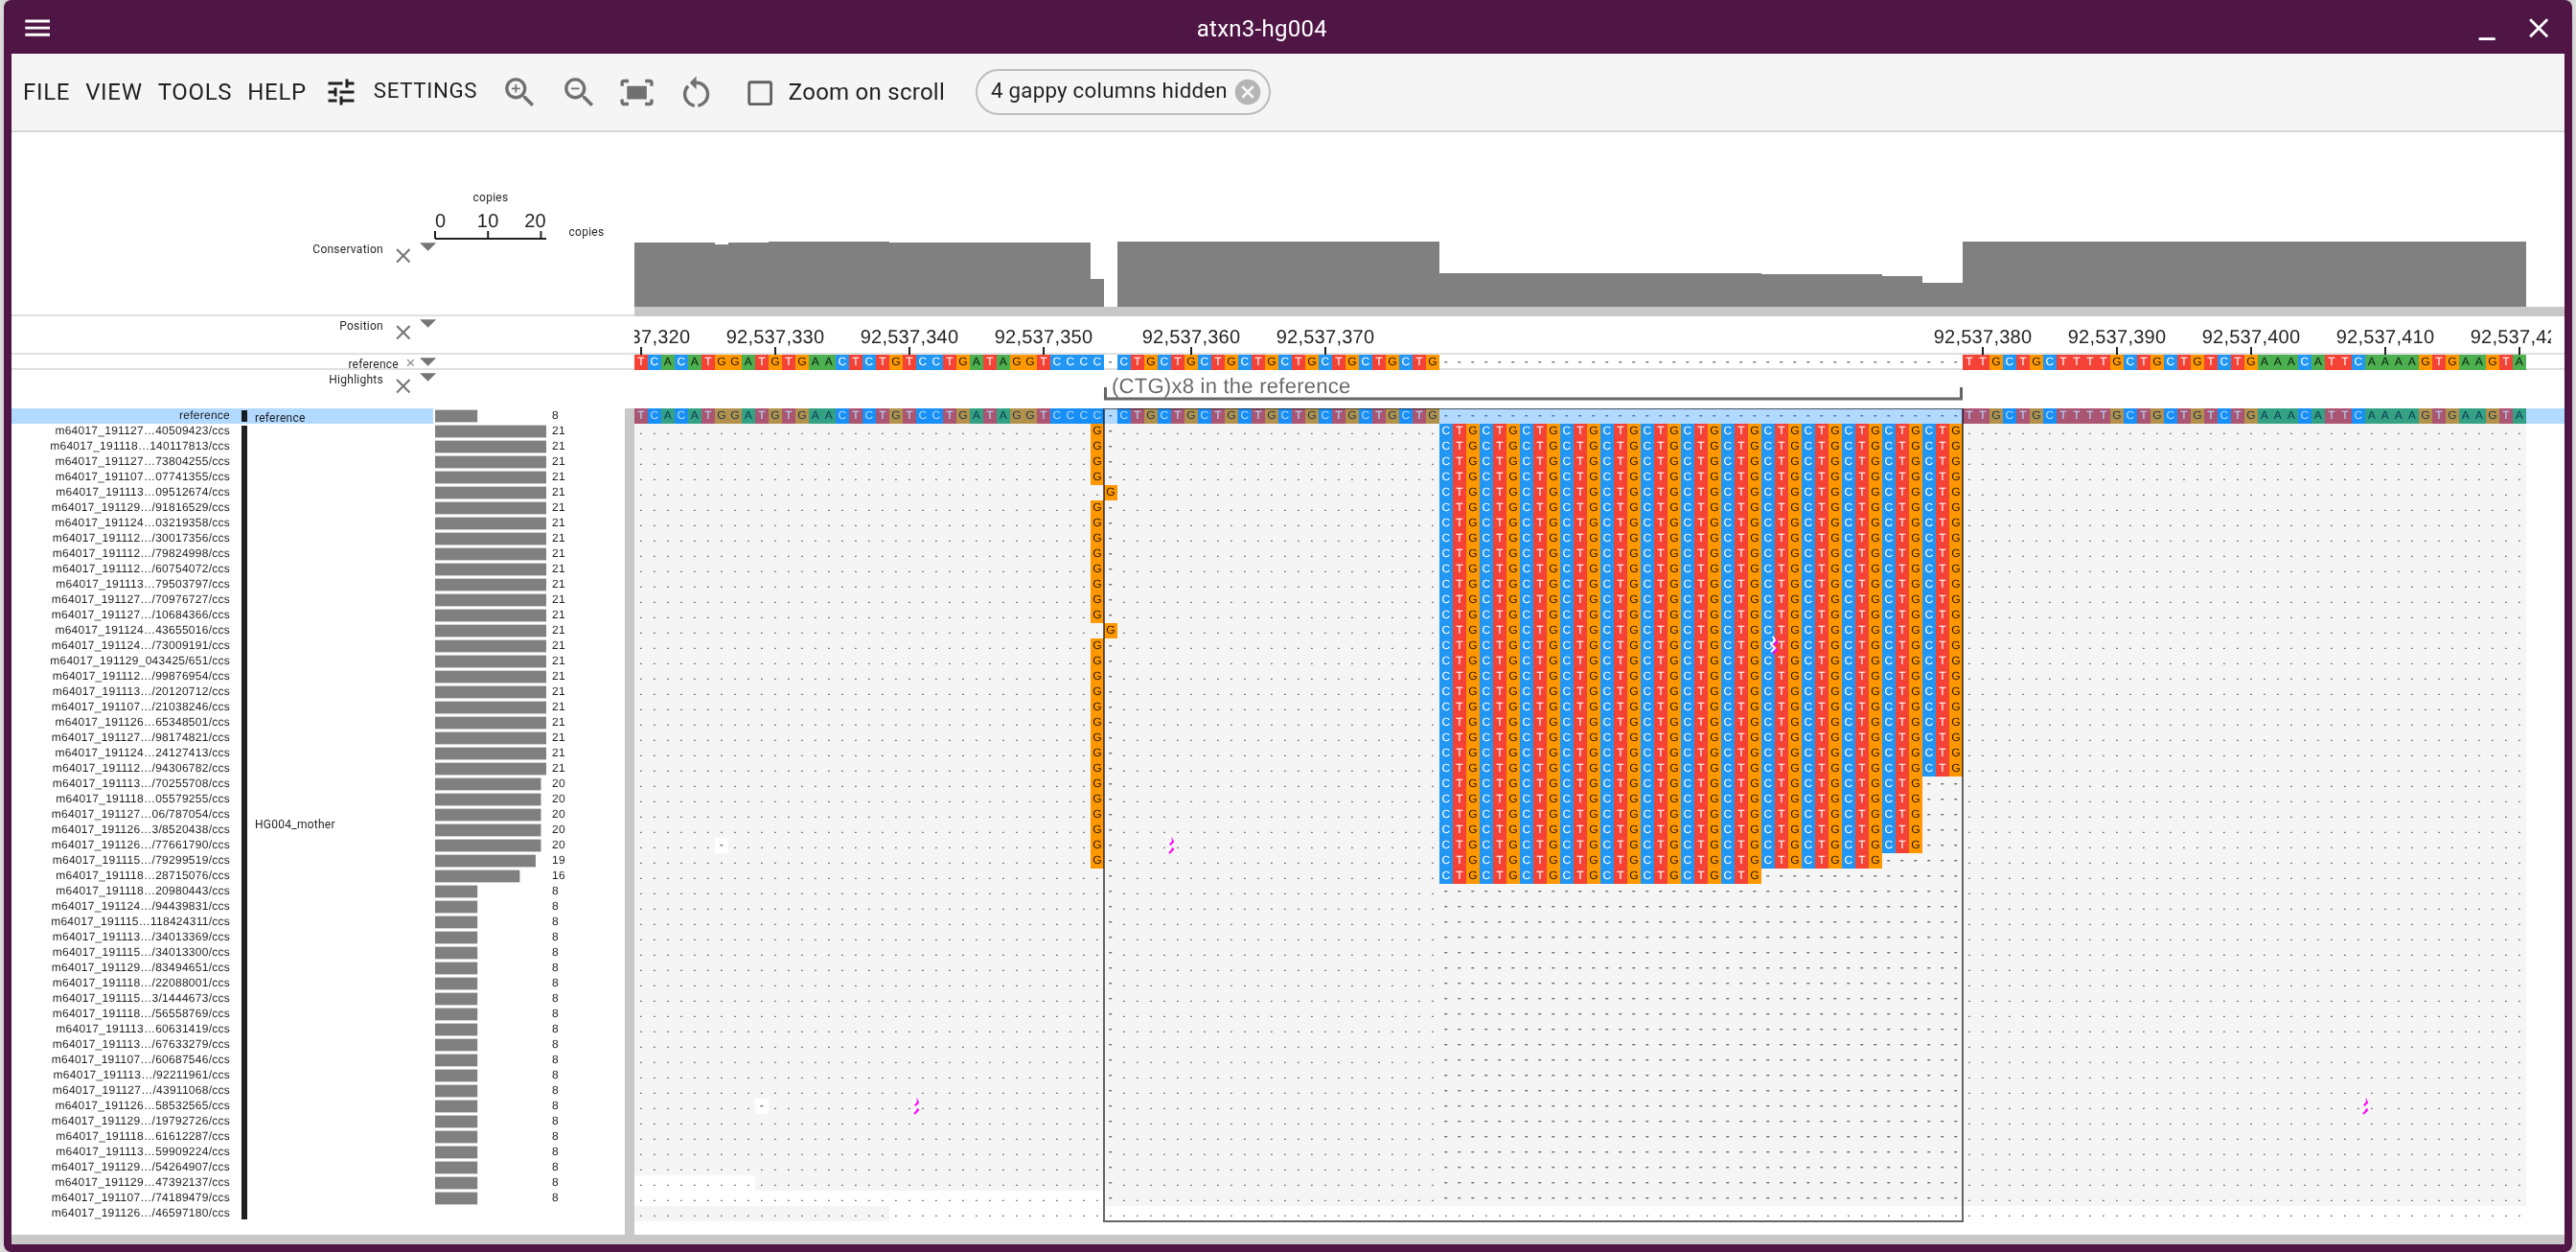 atxn3-hg004
FILE VIEW TOOLS HELP SETTINGS Zoom on scroll 4 gappy columns hidden
copies
0 10 20
copies
Conservation
Position
37,320 92,537,330 92,537,340 92,537,350 92,537,360 92,537,370 92,537,380 92,537,390 92,537,400 92,537,410 92,537,42
reference TCACATGGATGTGAACTCTGTCCTGATAGGTCCCC-CTGCTGCTGCTGCTGCTGCTGCTG---------------------------------------TTGCTGCTTTTGCTGCTGTCTGAAACATTCAAAAGTGAAGTA
Highlights
(CTG)x8 in the reference
reference reference 8
m64017_191127…40509423/ccs 21
m64017_191118…140117813/ccs 21
m64017_191127…73804255/ccs 21
m64017_191107…07741355/ccs 21
m64017_191113…09512674/ccs 21
m64017_191129…/91816529/ccs 21
m64017_191124…03219358/ccs 21
m64017_191112…/30017356/ccs 21
m64017_191112…/79824998/ccs 21
m64017_191112…/60754072/ccs 21
m64017_191113…79503797/ccs 21
m64017_191127…/70976727/ccs 21
m64017_191127…/10684366/ccs 21
m64017_191124…43655016/ccs 21
m64017_191124…/73009191/ccs 21
m64017_191129_043425/651/ccs 21
m64017_191112…/99876954/ccs 21
m64017_191113…/20120712/ccs 21
m64017_191107…/21038246/ccs 21
m64017_191126…65348501/ccs 21
m64017_191127…/98174821/ccs 21
m64017_191124…24127413/ccs 21
m64017_191112…/94306782/ccs 21
m64017_191113…/70255708/ccs 20
m64017_191118…05579255/ccs 20
m64017_191127…06/787054/ccs 20
HG004_mother
m64017_191126…3/8520438/ccs 20
m64017_191126…/77661790/ccs 20
m64017_191115…/79299519/ccs 19
m64017_191118…28715076/ccs 16
m64017_191118…20980443/ccs 8
m64017_191124…/94439831/ccs 8
m64017_191115…118424311/ccs 8
m64017_191113…/34013369/ccs 8
m64017_191115…/34013300/ccs 8
m64017_191129…/83494651/ccs 8
m64017_191118…/22088001/ccs 8
m64017_191115…3/1444673/ccs 8
m64017_191118…/56558769/ccs 8
m64017_191113…60631419/ccs 8
m64017_191113…/67633279/ccs 8
m64017_191107…/60687546/ccs 8
m64017_191113…/92211961/ccs 8
m64017_191127…/43911068/ccs 8
m64017_191126…58532565/ccs 8
m64017_191129…/19792726/ccs 8
m64017_191118…61612287/ccs 8
m64017_191113…59909224/ccs 8
m64017_191129…/54264907/ccs 8
m64017_191129…47392137/ccs 8
m64017_191107…/74189479/ccs 8
m64017_191126…/46597180/ccs